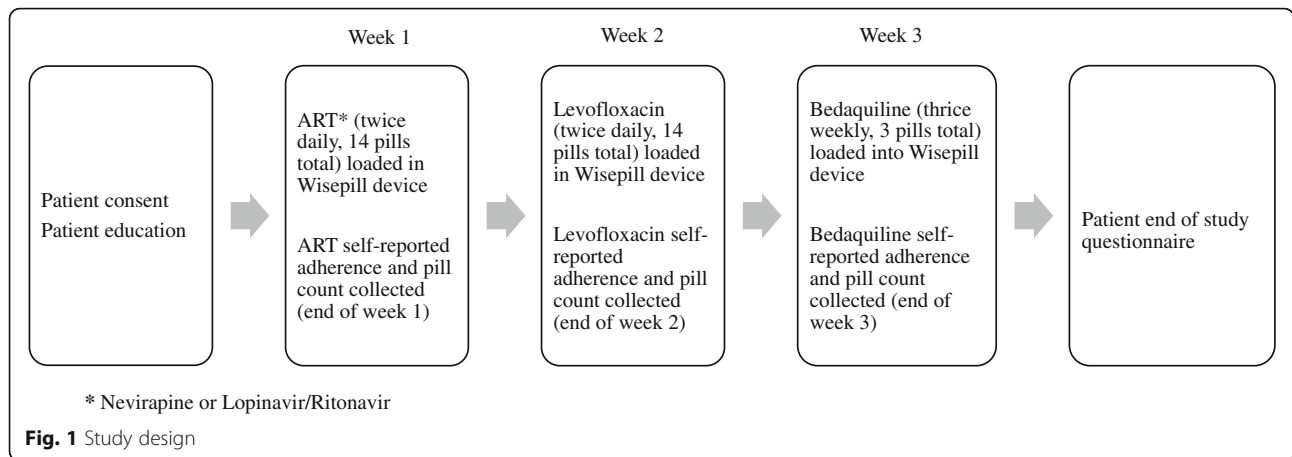 Week 1
Week 2
Week 3
Patient consent
Patient education
ART* (twice
daily, 14 pills
total) loaded in
Wisepill device
ART self-reported
adherence and pill
count collected
(end of week 1)
Levofloxacin
(twice daily, 14
pills total) loaded
in Wisepill device
Levofloxacin self-
reported
adherence and pill
count collected
(end of week 2)
Bedaquiline (thrice
weekly, 3 pills total)
loaded into Wisepill
device
Bedaquiline self-
reported adherence
and pill count
collected (end of
week 3)
Patient end of study
questionnaire
* Nevirapine or Lopinavir/Ritonavir
Fig. 1 Study design